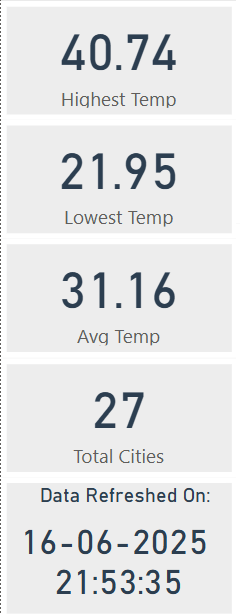 40.74
Highest Temp
21.95
Lowest Temp
31.16
Avg Temp
27
Total Cities
Data Refreshed On:
16-06-2025
21:53:35